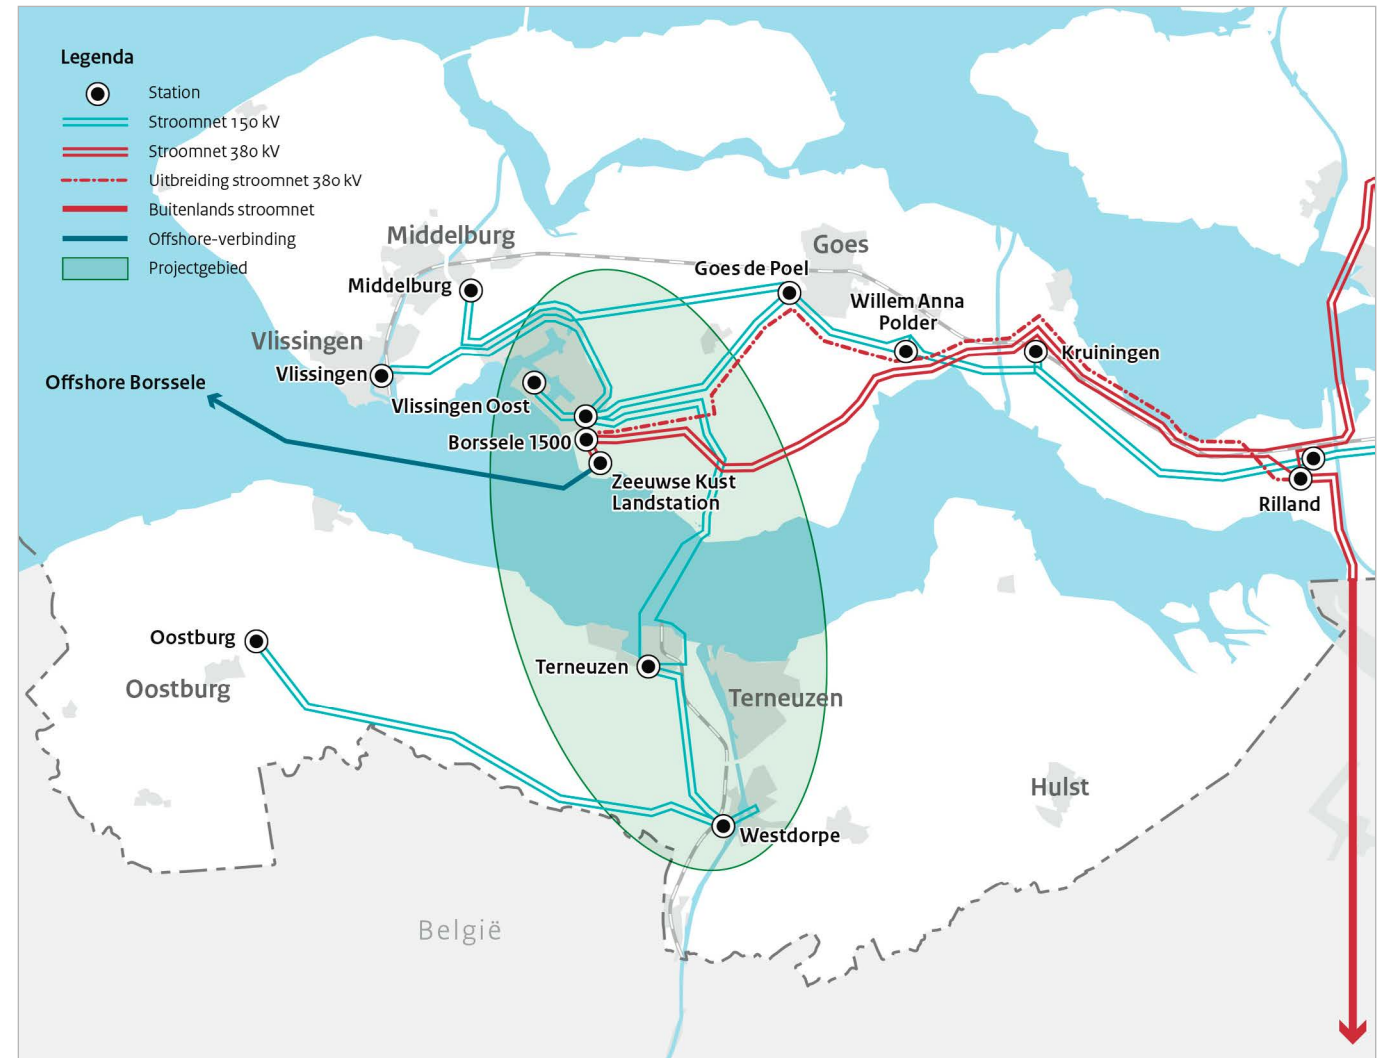 Legenda
Station
Stroomnet 150 kV
Stroomnet 380 kV
Uitbreiding stroomnet 380 kV
Buitenlands stroomnet
Offshore-verbinding
Projectgebied
Middelburg
Goes
Goes de Poel
Middelburg
Willem Anna
Polder
Vlissingen
Kruiningen
Vlissingen
Offshore Borssele
Vlissingen Oost
Borssele 1500
Zeeuwse Kust
Landstation
Rilland
Oostburg
Terneuzen
Oostburg
Terneuzen
Hulst
Westdorpe
België